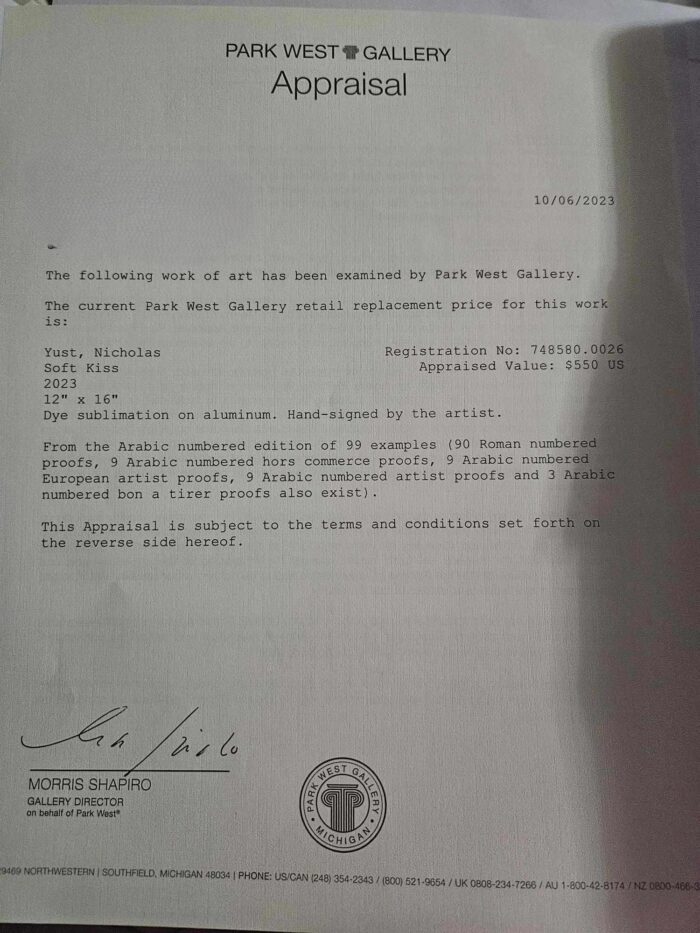 PARK WEST GALLERY
Appraisal
10/06/2023
The following work of art has been examined by Park West Gallery.
The current Park West Gallery retail replacement price for this work
is:
Yust, Nicholas Registration No: 748580.0026
Soft Kiss Appraised Value: $550 US
2023
12" x 16"
Dye sublimation on aluminum. Hand-signed by the artist.
From the Arabic numbered edition of 99 examples (90 Roman numbered
proofs, 9 Arabic numbered hors commerce proofs, 9 Arabic numbered
European artist proofs, 9 Arabic numbered artist proofs and 3 Arabic
numbered bon a tirer proofs also exist).
This Appraisal is subject to the terms and conditions set forth on
the reverse side hereof.
MORRIS SHAPIRO
GALLERY DIRECTOR
on behalf of Park West®
PARK WEST GALLERY
• MICHIGAN •
9469 NORTHWESTERN | SOUTHFIELD, MICHIGAN 48034 | PHONE: US/CAN (248) 354-2343 / (800) 521-9654 / UK 0808-234-7266 / AU 1-800-42-8174 / NZ 0800-466-3